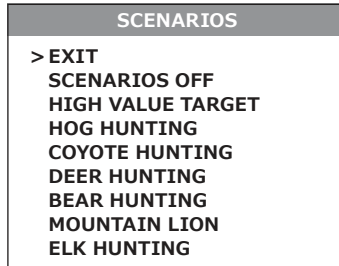 SCENARIOS
> EXIT
SCENARIOS OFF
HIGH VALUE TARGET
HOG HUNTING
COYOTE HUNTING
DEER HUNTING
BEAR HUNTING
MOUNTAIN LION
ELK HUNTING